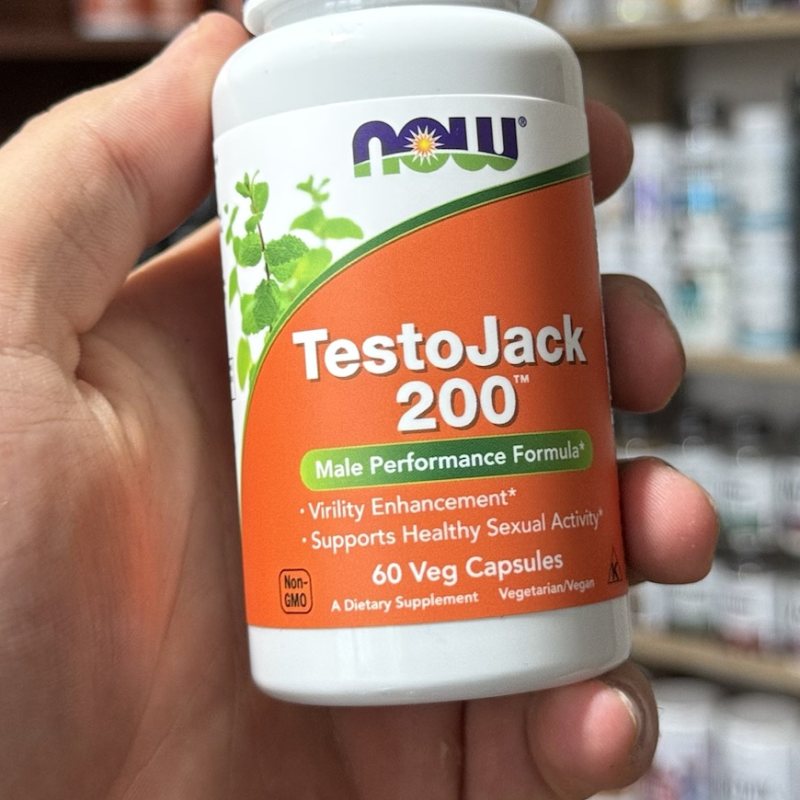 NOW®
TestoJack
200™
Male Performance Formula*
· Virility Enhancement*
· Supports Healthy Sexual Activity*
60 Veg Capsules
Non-
GMO
A Dietary Supplement Vegetarian/Vegan
K